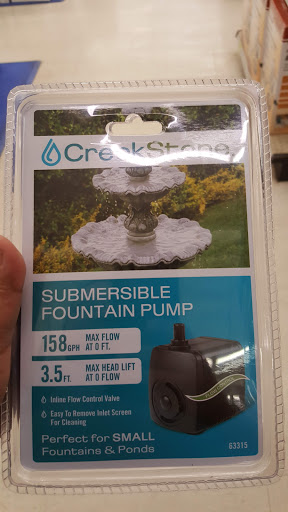 CreekStone
SUBMERSIBLE
FOUNTAIN PUMP
158 GPH MAX FLOW
AT 0 FT.
3.5 FT. MAX HEAD LIFT
AT 0 FLOW
Inline Flow Control Valve
Easy To Remove Inlet Screen
For Cleaning
Perfect for SMALL
Fountains & Ponds
63315